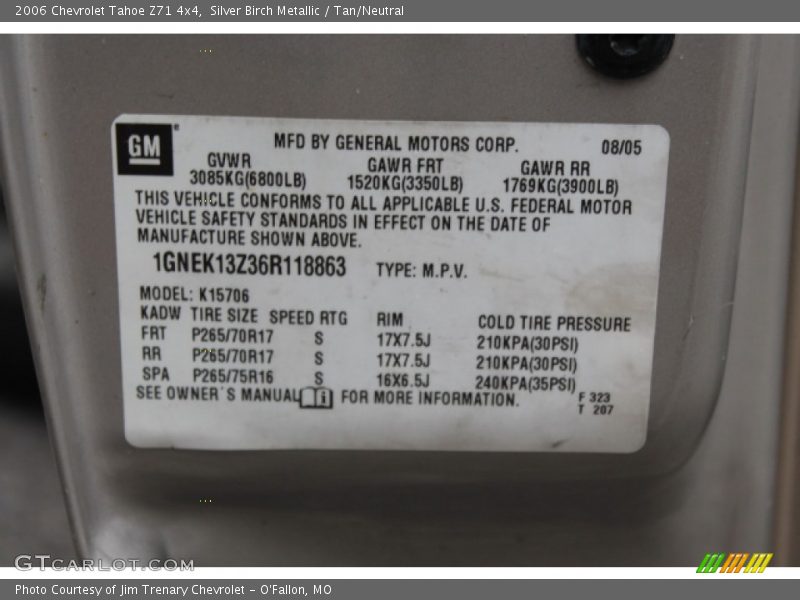 2006 Chevrolet Tahoe Z71 4x4, Silver Birch Metallic / Tan/Neutral
GM
MFD BY GENERAL MOTORS CORP. 08/05
GVWR GAWR FRT GAWR RR
3085KG(6800LB) 1520KG(3350LB) 1769KG(3900LB)
THIS VEHICLE CONFORMS TO ALL APPLICABLE U.S. FEDERAL MOTOR
VEHICLE SAFETY STANDARDS IN EFFECT ON THE DATE OF
MANUFACTURE SHOWN ABOVE.
1GNEK13Z36R118863 TYPE: M.P.V.
MODEL: K15706
KADW TIRE SIZE SPEED RTG RIM COLD TIRE PRESSURE
FRT P265/70R17 S 17X7.5J 210KPA(30PSI)
RR P265/70R17 S 17X7.5J 210KPA(30PSI)
SPA P265/75R16 S 16X6.5J 240KPA(35PSI)
SEE OWNER'S MANUAL i FOR MORE INFORMATION. F 323
T 207
GTCARLOT.COM
Photo Courtesy of Jim Trenary Chevrolet – O'Fallon, MO